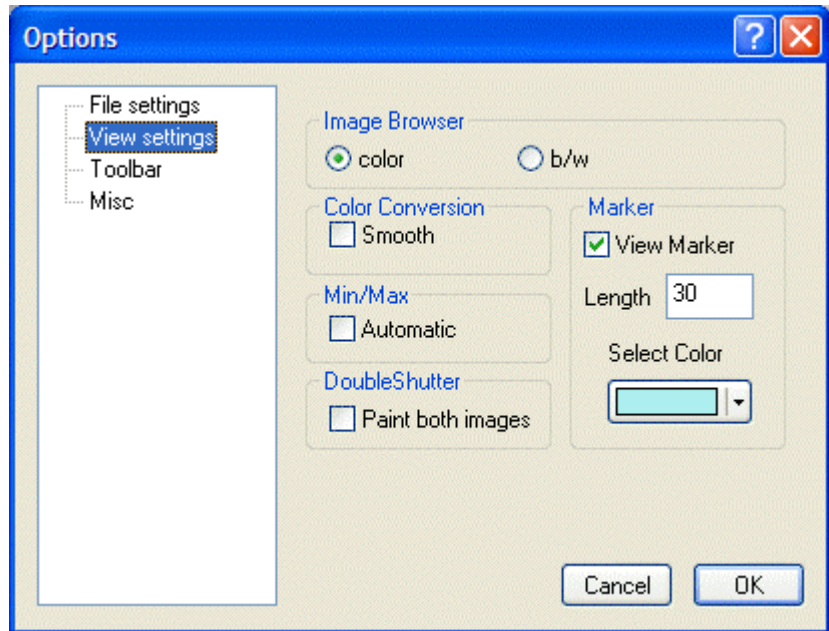 Options
File settings
View settings
Toolbar
Misc
Image Browser
color b/w
Color Conversion
Smooth
Min/Max
Automatic
DoubleShutter
Paint both images
Marker
View Marker
Length 30
Select Color
Cancel OK